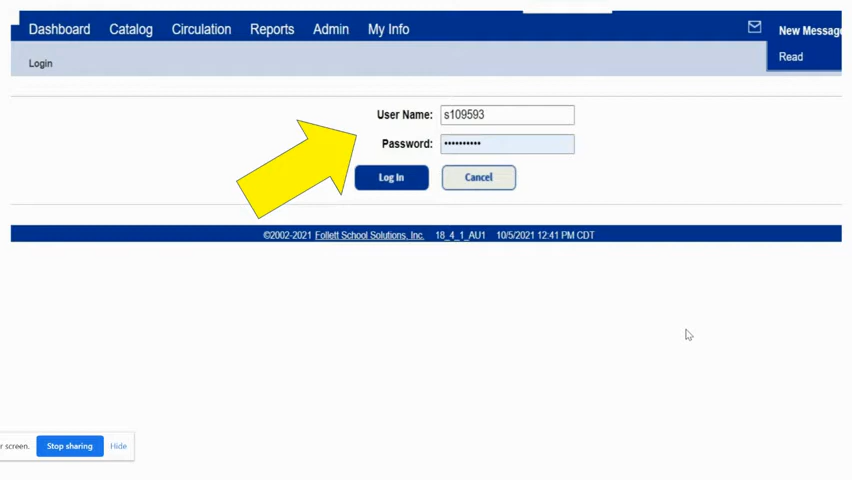 Dashboard Catalog Circulation Reports Admin My Info
New Messag
Read
Login
User Name: s109593
Password: ••••••••••
Log In Cancel
©2002-2021 Follett School Solutions, Inc. 18_4_1_AU1 10/5/2021 12:41 PM CDT
r screen. Stop sharing Hide